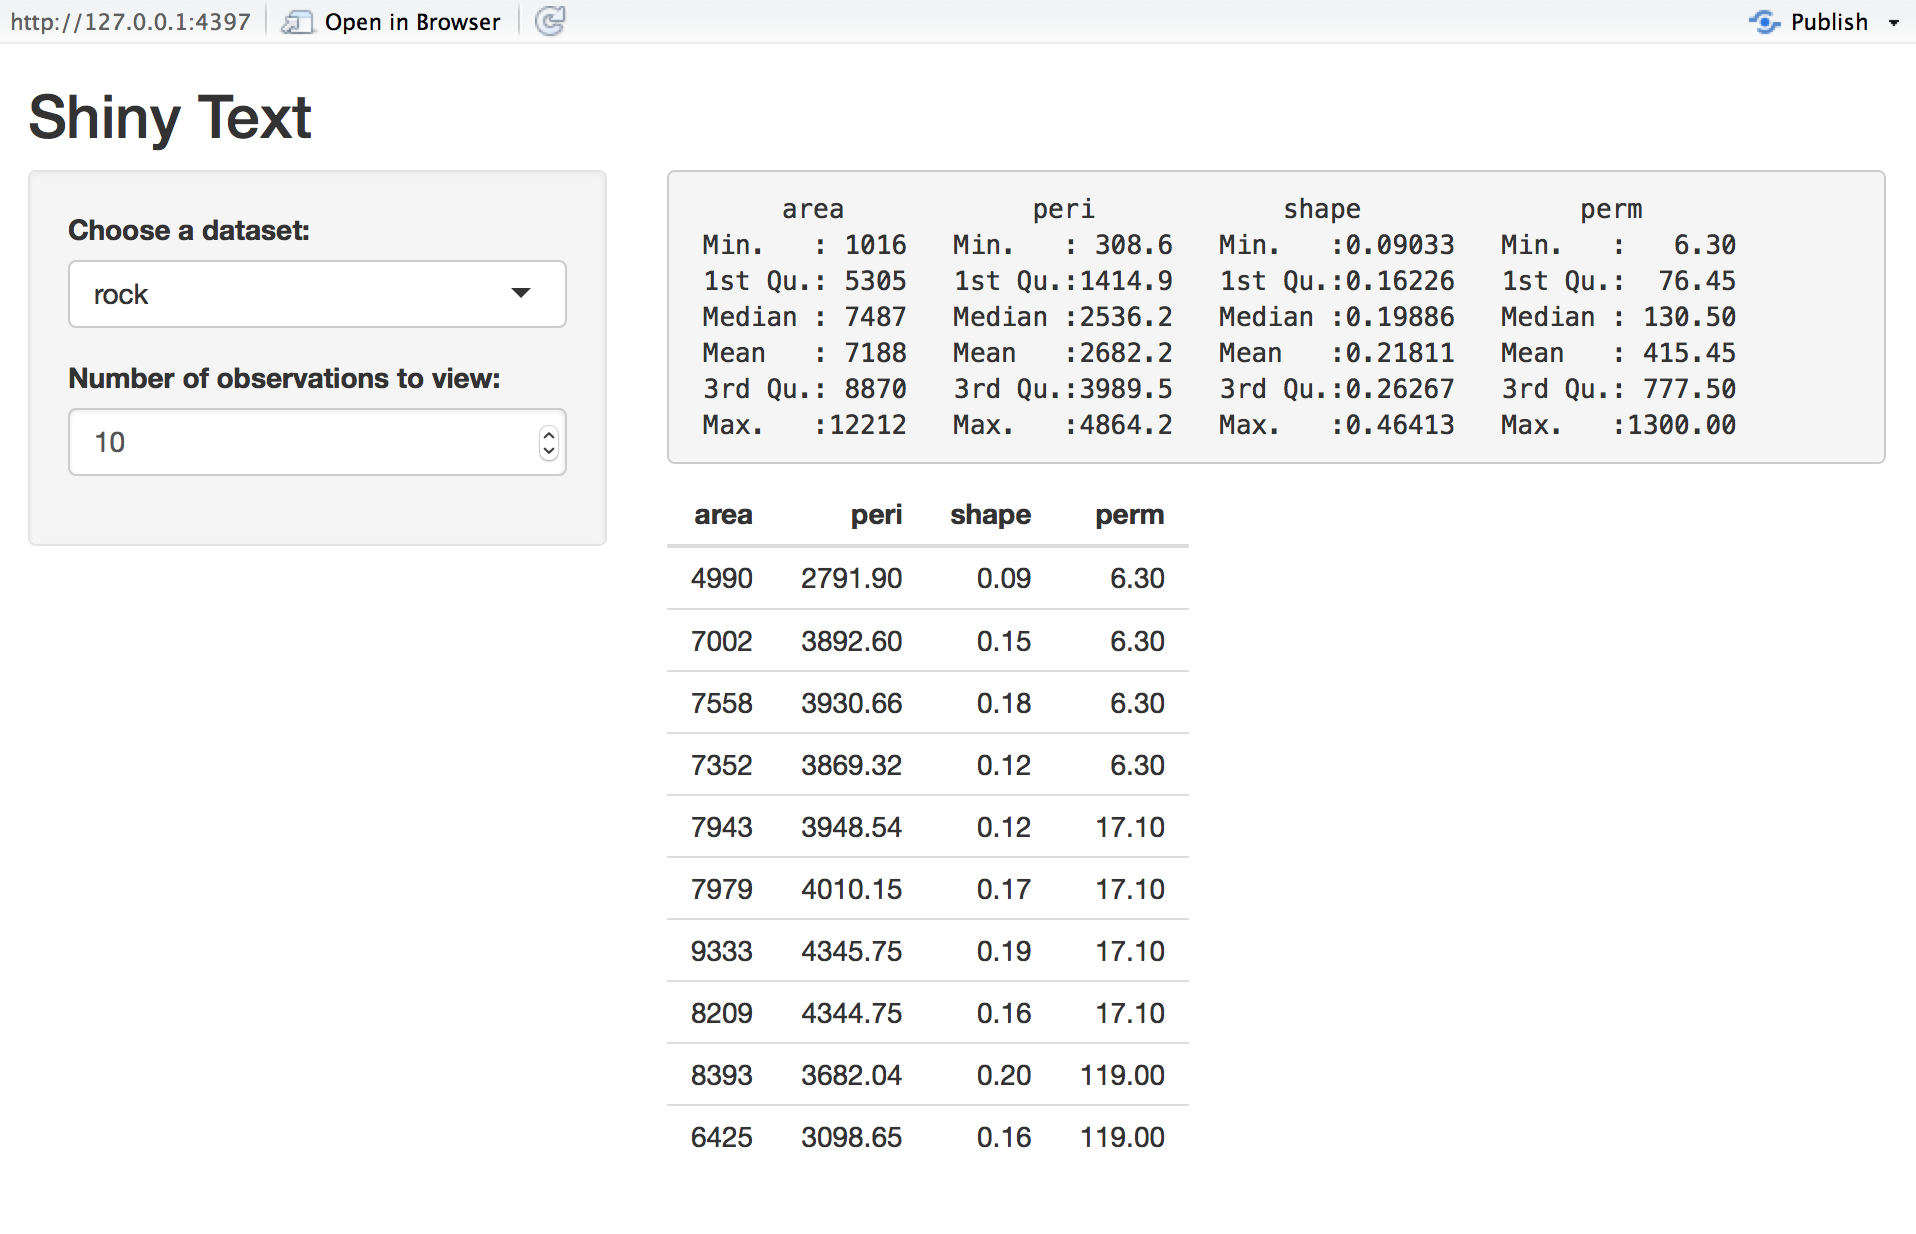 http://127.0.0.1:4397 Open in Browser Publish
Shiny Text
Choose a dataset:
rock
Number of observations to view:
10
area peri shape perm
Min.   : 1016   Min.   : 308.6   Min.   :0.09033   Min.   :   6.30
1st Qu.: 5305   1st Qu.:1414.9   1st Qu.:0.16226   1st Qu.:  76.45
Median : 7487   Median :2536.2   Median :0.19886   Median : 130.50
Mean   : 7188   Mean   :2682.2   Mean   :0.21811   Mean   : 415.45
3rd Qu.: 8870   3rd Qu.:3989.5   3rd Qu.:0.26267   3rd Qu.: 777.50
Max.   :12212   Max.   :4864.2   Max.   :0.46413   Max.   :1300.00
area peri shape perm
4990 2791.90 0.09 6.30
7002 3892.60 0.15 6.30
7558 3930.66 0.18 6.30
7352 3869.32 0.12 6.30
7943 3948.54 0.12 17.10
7979 4010.15 0.17 17.10
9333 4345.75 0.19 17.10
8209 4344.75 0.16 17.10
8393 3682.04 0.20 119.00
6425 3098.65 0.16 119.00